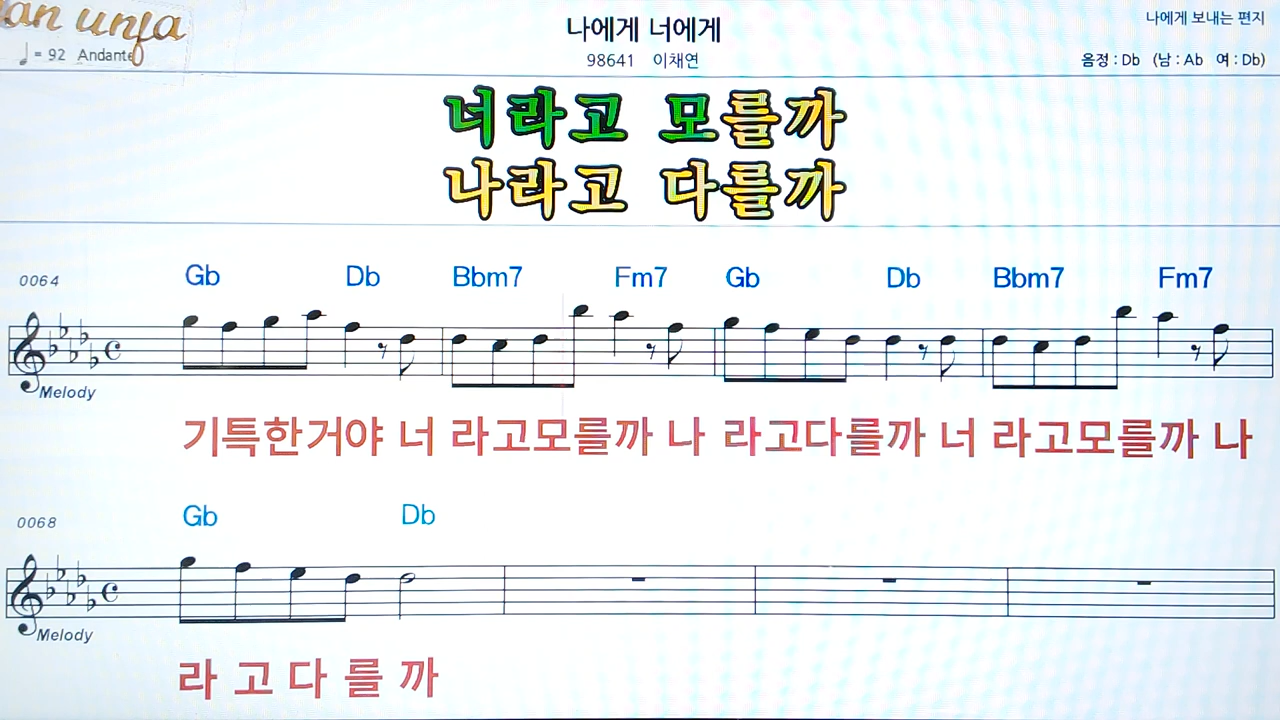 나에게 너에게
나에게 보내는 편지
♩ = 92 Andante
98641 이채연
음정 : Db (남 : Ab 여 : Db)
너라고 모를까
나라고 다를까
0064
Gb Db Bbm7 Fm7 Gb Db Bbm7 Fm7
Melody
기특한거야 너 라고모를까 나 라고다를까 너 라고모를까 나
0068
Gb Db
Melody
라 고 다 를 까